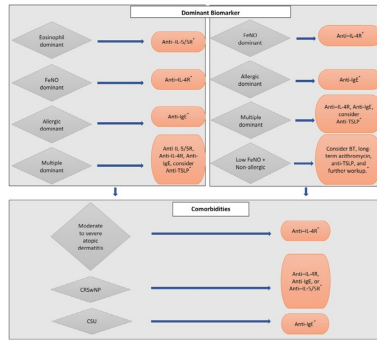 Dominant Biomarker
Eosinophil
dominant
Anti-IL-5/5R*
FeNO
dominant
Anti-IL-4R*
Allergic
dominant
Anti-IgE*
Multiple
dominant
Anti IL-5/5R,
Anti-IL-4R, Anti-
IgE, consider
Anti-TSLP*
FeNO
dominant
Anti-IL-4R*
Allergic
dominant
Anti-IgE*
Multiple
dominant
Anti-IL-4R, Anti-IgE,
consider
Anti-TSLP*
Low FeNO +
Non-allergic
Consider BT, long-
term azithromycin,
anti-TSLP, and
further workup.*
Comorbidities
Moderate
to severe
atopic
dermatitis
Anti-IL-4R*
CRSwNP
Anti-IL-4R,
Anti-IgE, or
Anti-IL-5/5R*
CSU
Anti-IgE*